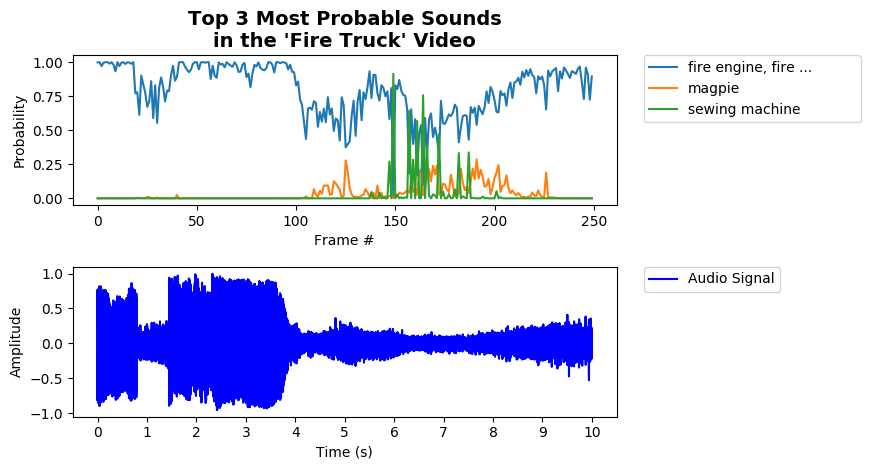 Top 3 Most Probable Sounds
in the 'Fire Truck' Video
1.00
0.75
0.50
0.25
0.00
Probability
0 50 100 150 200 250
Frame #
fire engine, fire ...
magpie
sewing machine
1.0
0.5
0.0
−0.5
−1.0
Amplitude
0 1 2 3 4 5 6 7 8 9 10
Time (s)
Audio Signal